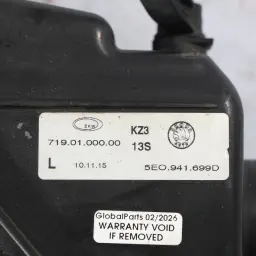 719.01.000.00
KZ3
13S
L
10.11.15
5E0.941.699D
GlobalParts 02/2026
WARRANTY VOID
IF REMOVED